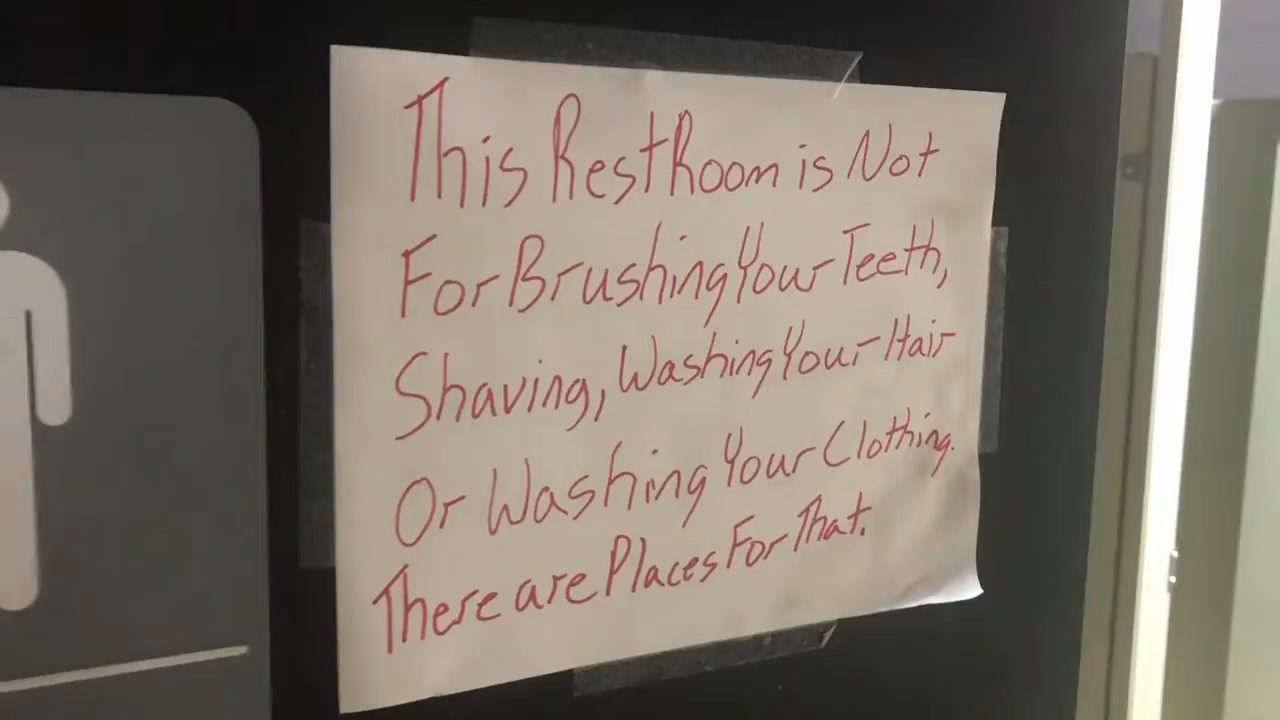 This RestRoom is Not
For Brushing Your Teeth,
Shaving, Washing Your Hair
Or Washing Your Clothing.
There are Places For That.